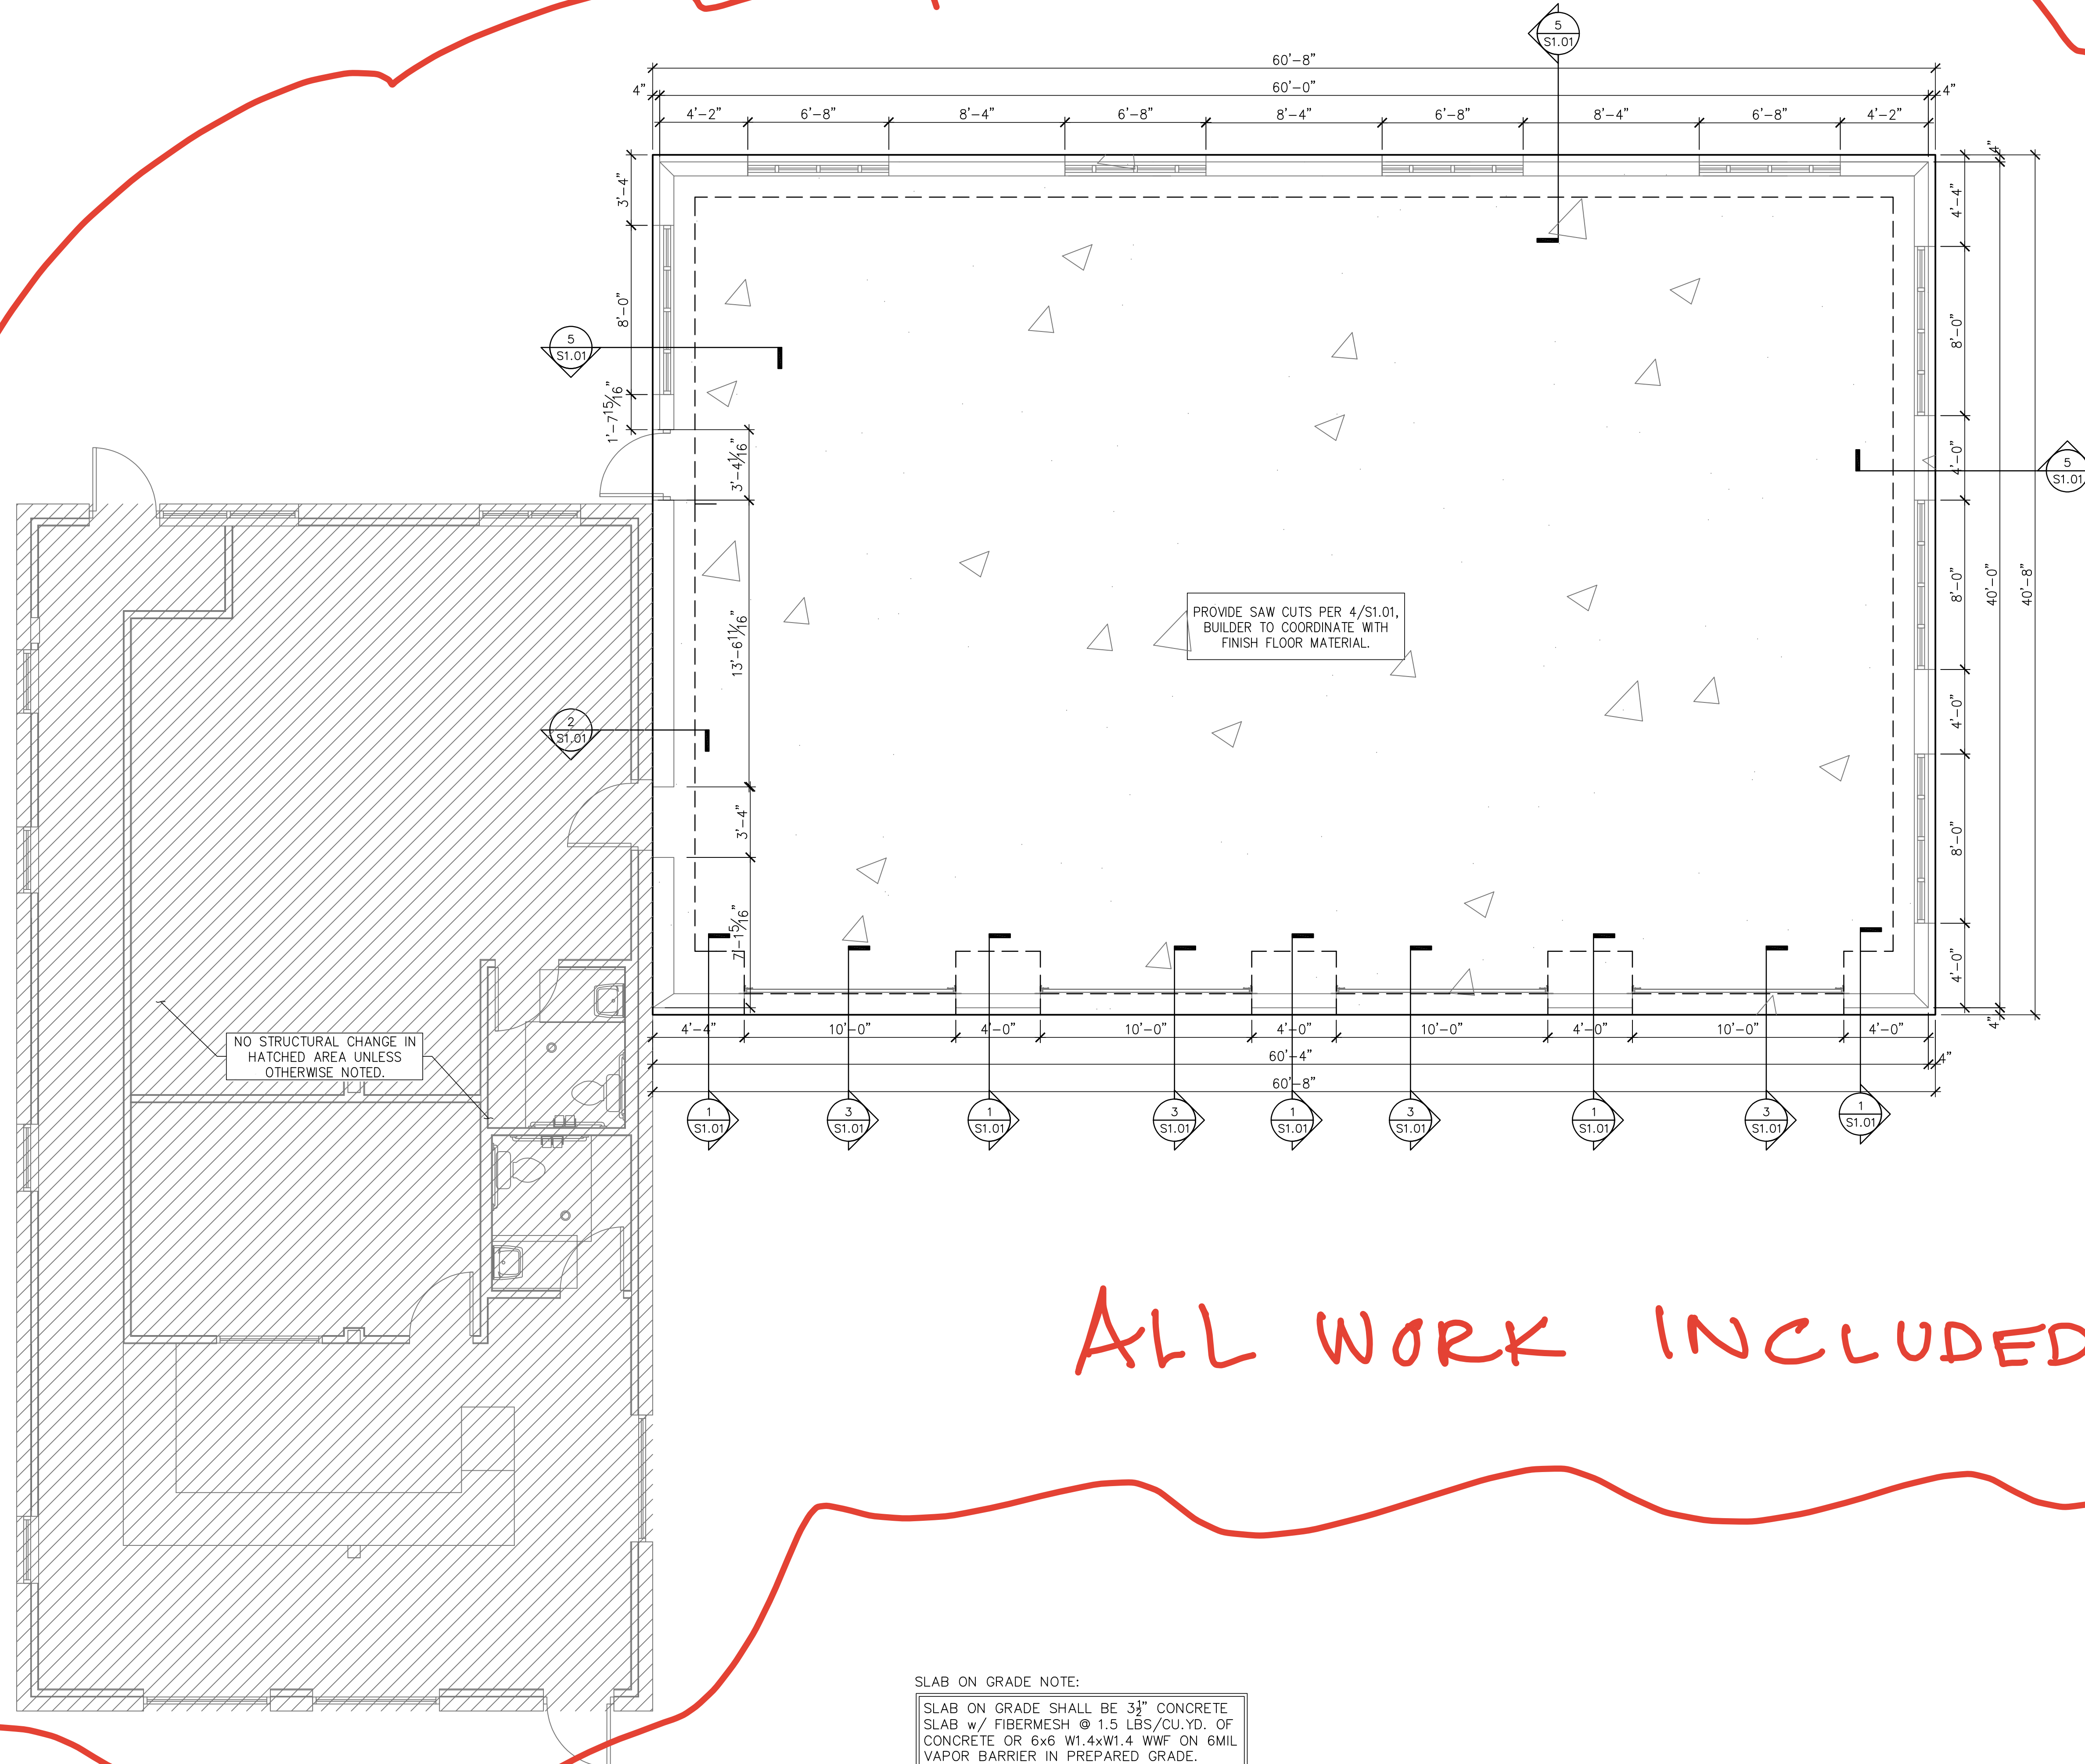 5
S1.01
60'-8"
4" 60'-0" 4"
4'-2" 6'-8" 8'-4" 6'-8" 8'-4" 6'-8" 8'-4" 6'-8" 4'-2"
3'-4"
8'-0"
1'-7 15/16"
3'-4 1/16"
13'-6 11/16"
3'-4"
7'-1 5/16"
4"
4'-4"
8'-0"
4'-0"
8'-0"
4'-0"
8'-0"
4'-0"
40'-0"
40'-8"
4"
5
S1.01
5
S1.01
2
S1.01
PROVIDE SAW CUTS PER 4/S1.01,
BUILDER TO COORDINATE WITH
FINISH FLOOR MATERIAL.
NO STRUCTURAL CHANGE IN
HATCHED AREA UNLESS
OTHERWISE NOTED.
4'-4" 10'-0" 4'-0" 10'-0" 4'-0" 10'-0" 4'-0" 10'-0" 4'-0"
60'-4" 4"
60'-8"
1 3 1 3 1 3 1 3 1
S1.01 S1.01 S1.01 S1.01 S1.01 S1.01 S1.01 S1.01 S1.01
ALL WORK INCLUDED
SLAB ON GRADE NOTE:
SLAB ON GRADE SHALL BE 3½" CONCRETE
SLAB w/ FIBERMESH @ 1.5 LBS/CU.YD. OF
CONCRETE OR 6x6 W1.4xW1.4 WWF ON 6MIL
VAPOR BARRIER IN PREPARED GRADE.